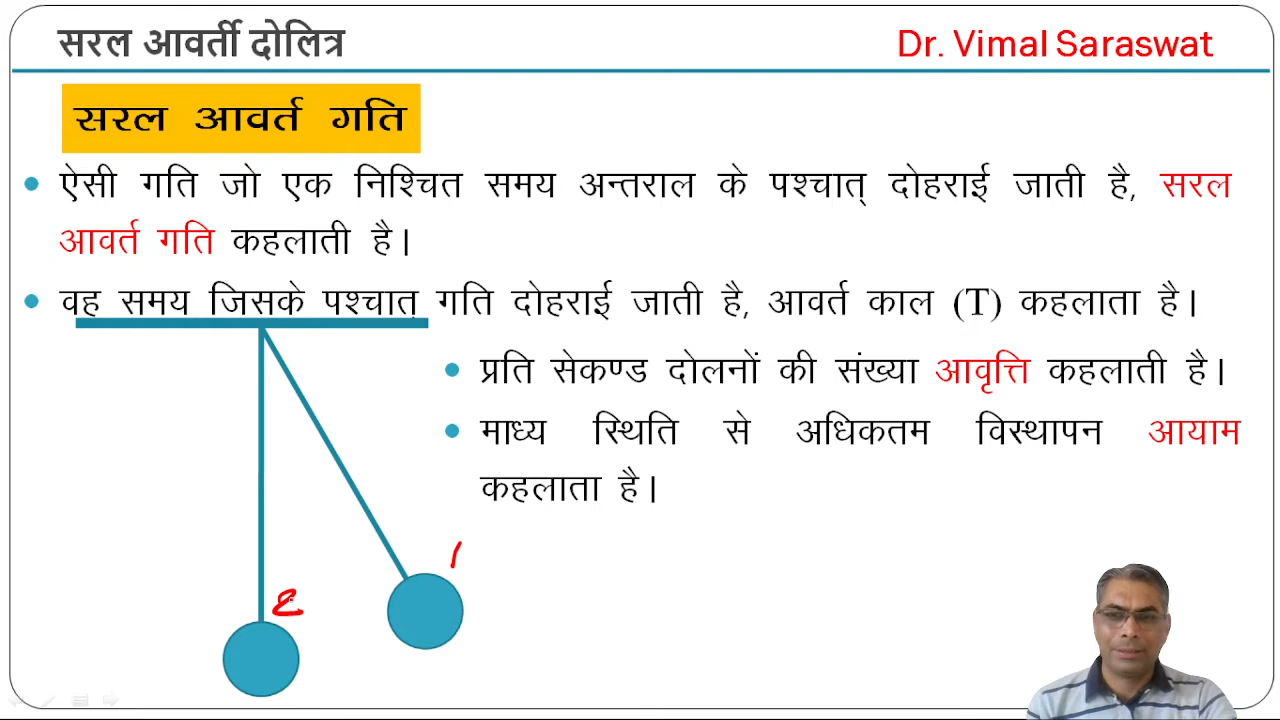 सरल आवर्ती दोलित्र
Dr. Vimal Saraswat
सरल आवर्त गति
ऐसी गति जो एक निश्चित समय अन्तराल के पश्चात् दोहराई जाती है, सरल
आवर्त गति कहलाती है।
वह समय जिसके पश्चात् गति दोहराई जाती है, आवर्त काल (T) कहलाता है।
प्रति सेकण्ड दोलनों की संख्या आवृत्ति कहलाती है।
माध्य स्थिति से अधिकतम विस्थापन आयाम
कहलाता है।
1